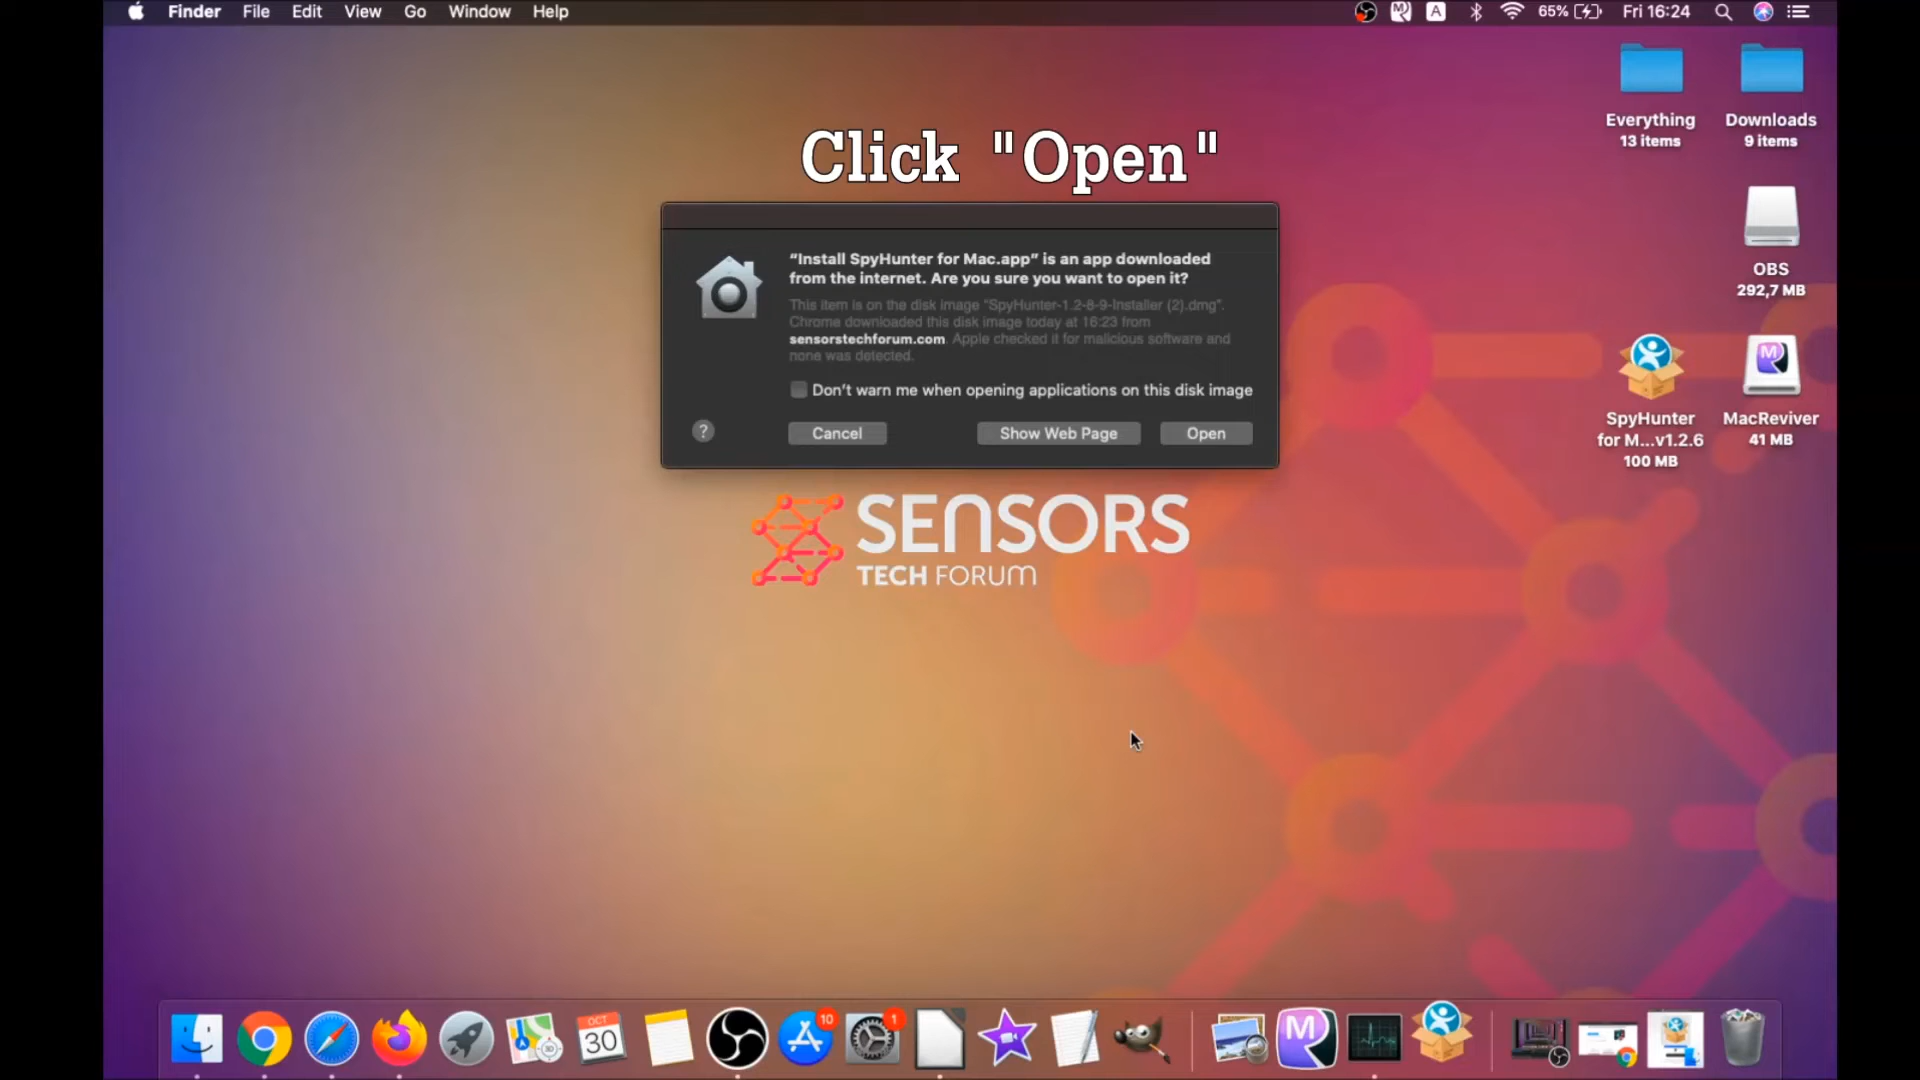 Finder File Edit View Go Window Help
A 65% Fri 16:24
Click "Open"
Everything
13 items
Downloads
9 items
“Install SpyHunter for Mac.app” is an app downloaded
from the internet. Are you sure you want to open it?
This item is on the disk image “SpyHunter-1.2-8-9-Installer (2).dmg”.
Chrome downloaded this disk image today at 16:23 from
sensorstechforum.com. Apple checked it for malicious software and
none was detected.
Don’t warn me when opening applications on this disk image
? Cancel Show Web Page Open
OBS
292,7 MB
SpyHunter
for M...v1.2.6
100 MB
MacReviver
41 MB
SENSORS
TECH FORUM
OCT
30
10
1
M